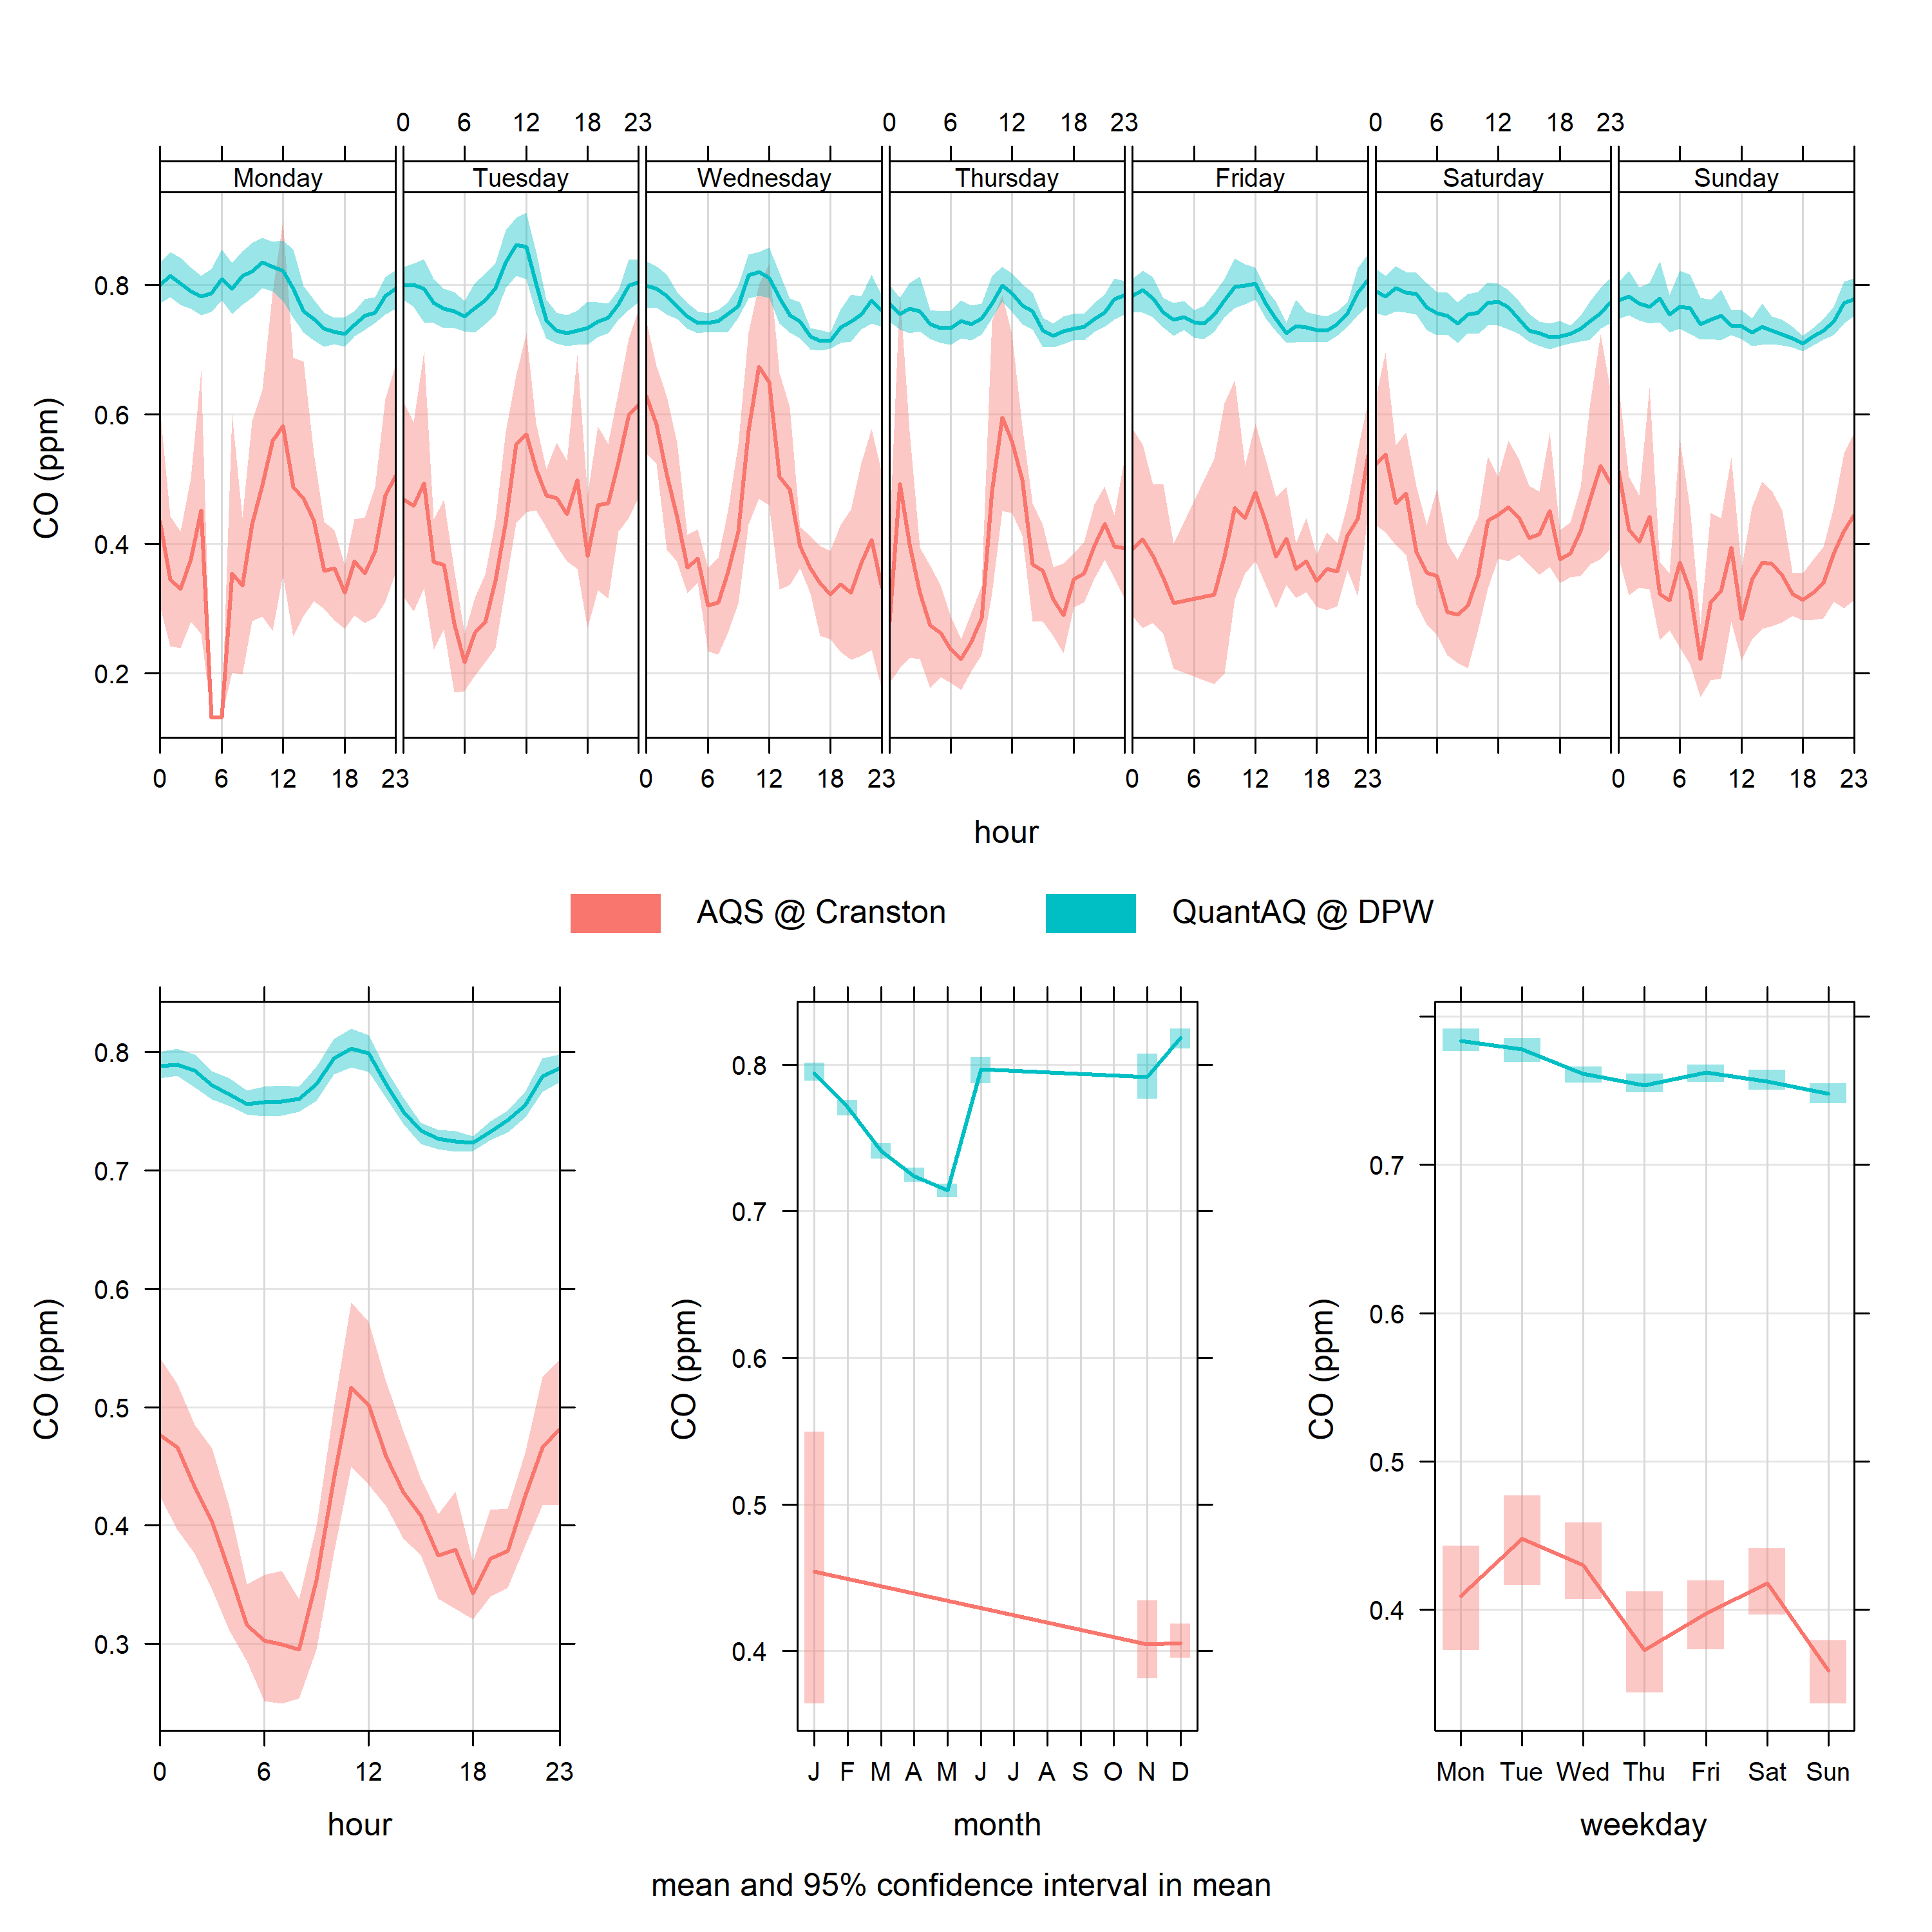 0 6 12 18 23 0 6 12 18 23 0 6 12 18 23
Monday Tuesday Wednesday Thursday Friday Saturday Sunday
0.8
0.6
0.4
0.2
CO (ppm)
0 6 12 18 23 0 6 12 18 23 0 6 12 18 23 0 6 12 18 23
hour
AQS @ Cranston QuantAQ @ DPW
0.8
0.7
0.6
0.5
0.4
0.3
CO (ppm)
0 6 12 18 23
hour
0.8
0.7
0.6
0.5
0.4
CO (ppm)
J F M A M J J A S O N D
month
0.7
0.6
0.5
0.4
CO (ppm)
Mon Tue Wed Thu Fri Sat Sun
weekday
mean and 95% confidence interval in mean